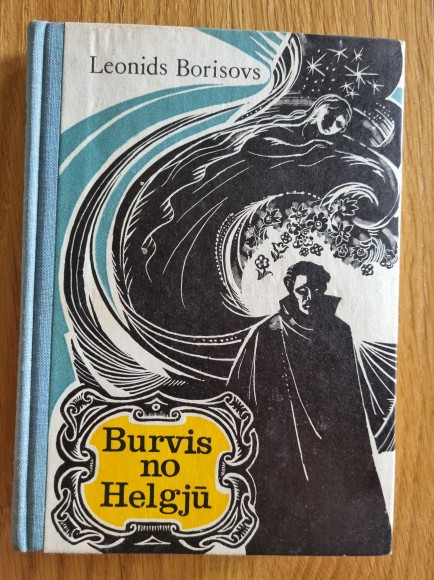 Leonids Borisovs
Burvis
no
Helgjū